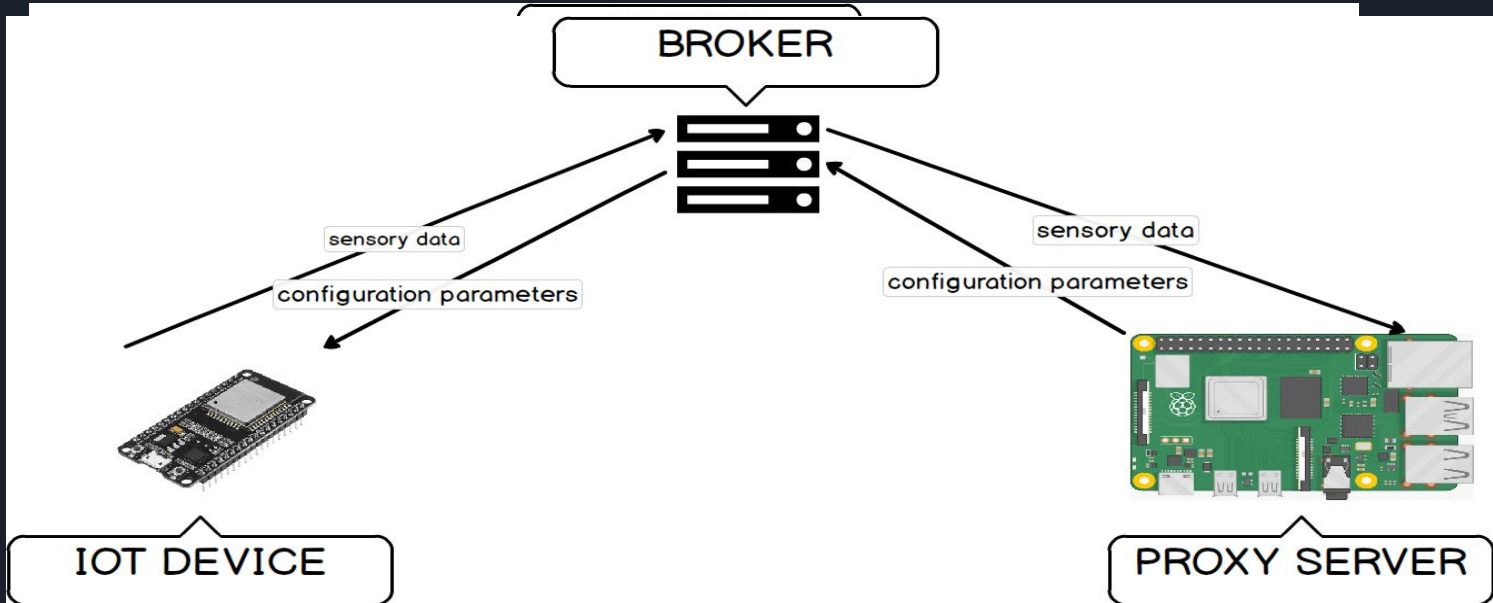 BROKER
sensory data
sensory data
configuration parameters
configuration parameters
IOT DEVICE
PROXY SERVER